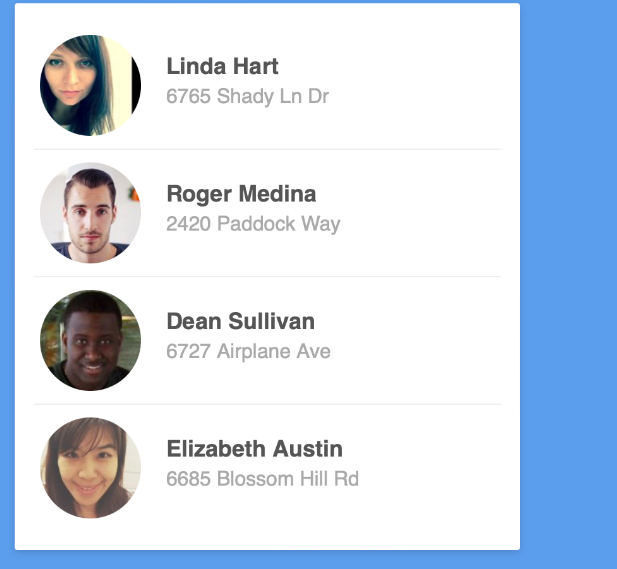 Linda Hart
6765 Shady Ln Dr
Roger Medina
2420 Paddock Way
Dean Sullivan
6727 Airplane Ave
Elizabeth Austin
6685 Blossom Hill Rd